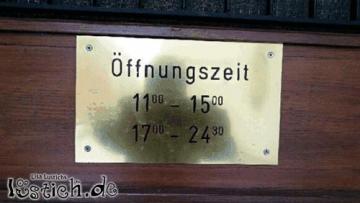 Öffnungszeit
11⁰⁰ - 15⁰⁰
17⁰⁰ - 24³⁰
lustich.de